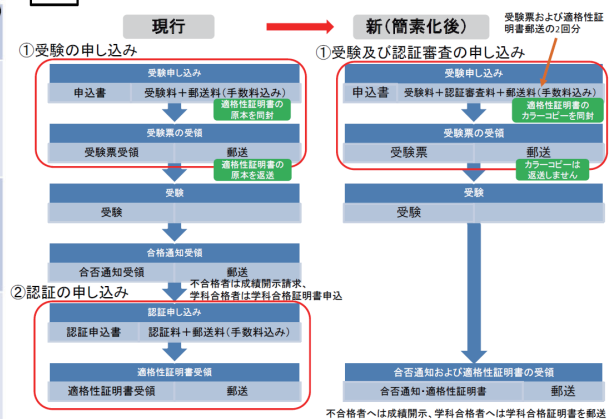 現行
新(簡素化後)
受験票および適格性証
明書郵送の2回分
①受験の申し込み
受験申し込み
申込書 受験料＋郵送料(手数料込み)
適格性証明書の
原本を同封
受験票の受領
受験票受領 郵送
適格性証明書の
原本を返送
受験
受験
合格通知受領
合否通知受領 郵送
不合格者は成績開示請求、
学科合格者は学科合格証明書申込
②認証の申し込み
認証申し込み
認証申込書 認証料＋郵送料(手数料込み)
適格性証明書受領
適格性証明書受領 郵送
①受験及び認証審査の申し込み
受験申し込み
申込書 受験料＋認証審査料＋郵送料(手数料込み)
適格性証明書の
カラーコピーを同封
受験票の受領
受験票 郵送
カラーコピーは
返送しません
受験
受験
合否通知および適格性証明書の受領
合否通知・適格性証明書 郵送
不合格者へは成績開示、学科合格者へは学科合格証明書を郵送